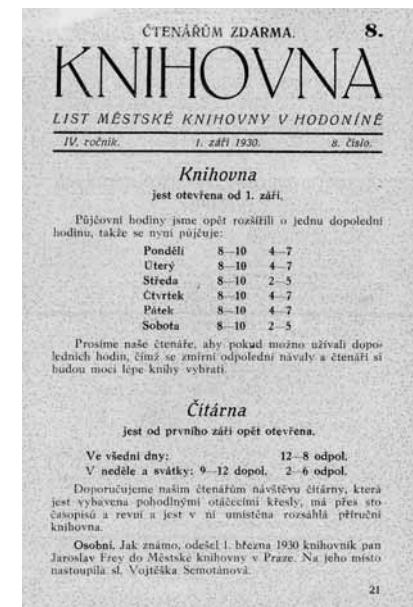 ČTENÁŘŮM ZDARMA.
8.
KNIHOVNA
LIST MĚSTSKÉ KNIHOVNY V HODONÍNĚ
IV. ročník.
1. září 1930.
8. číslo.
Knihovna
jest otevřena od 1. září.
Půjčovní hodiny jsme opět rozšířili o jednu dopolední
hodinu, takže se nyní půjčuje:
Pondělí 8—10 4—7
Úterý 8—10 4—7
Středa 8—10 2—5
Čtvrtek 8—10 4—7
Pátek 8—10 4—7
Sobota 8—10 2—5
Prosíme naše čtenáře, aby pokud možno užívali dopo-
ledních hodin, čímž se zmírní odpolední návaly a čtenáři si
budou moci lépe knihy vybrati.
Čítárna
jest od prvního září opět otevřena.
Ve všední dny: 12—8 odpol.
V neděle a svátky: 9—12 dopol. 2—6 odpol.
Doporučujeme našim čtenářům návštěvu čítárny, která
jest vybavena pohodlnými otáčecími křesly, má přes sto
časopisů a revuí a jest v ní umístěna rozsáhlá příruční
knihovna.
Osobní. Jak známo, odešel 1. března 1930 knihovník pan
Jaroslav Frey do Městské knihovny v Praze. Na jeho místo
nastoupila sl. Vojtěška Semotánová.
21